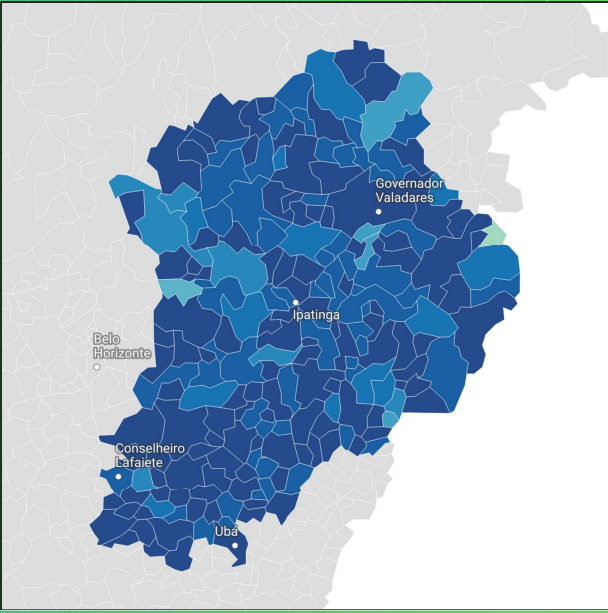 Governador
Valadares
Ipatinga
Belo
Horizonte
Conselheiro
Lafaiete
Ubá